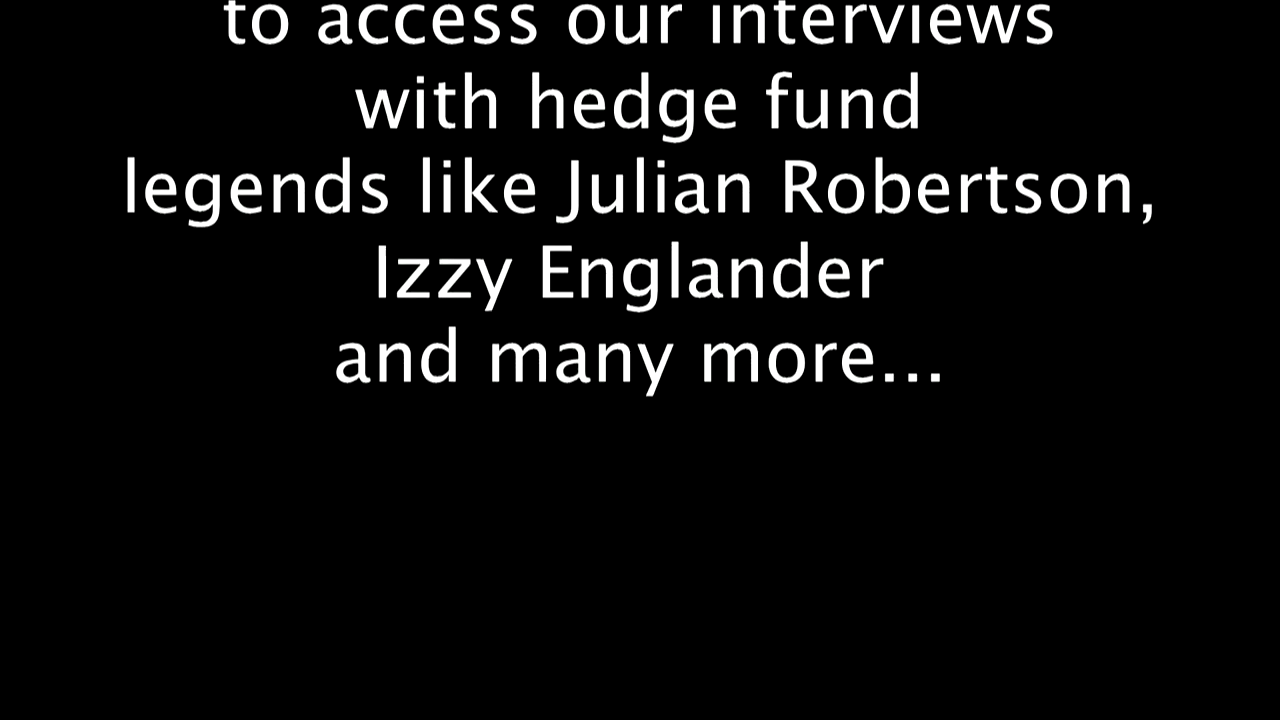 to access our interviews
with hedge fund
legends like Julian Robertson,
Izzy Englander
and many more...